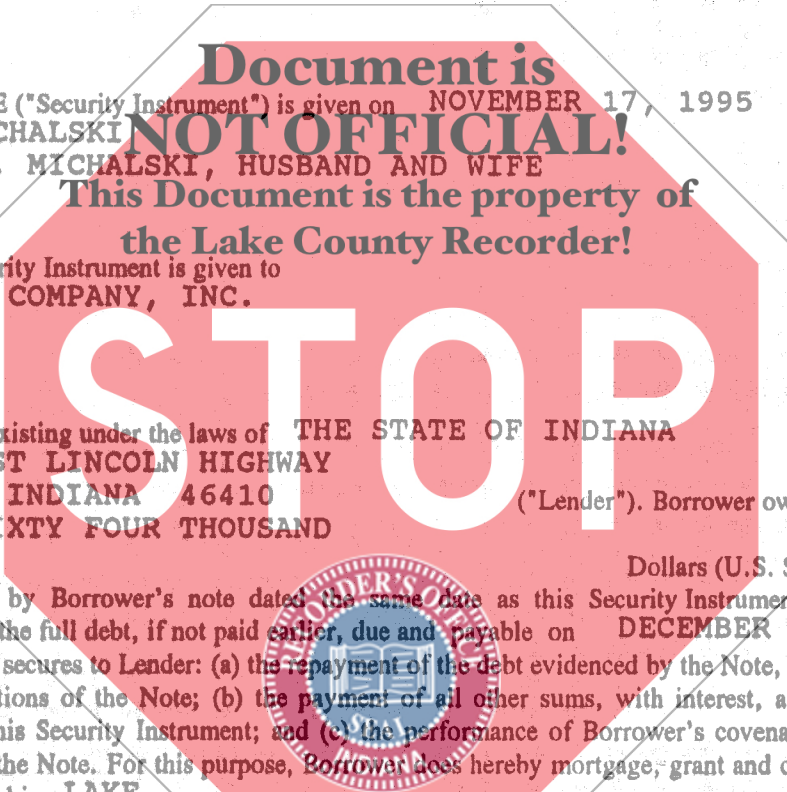 Document is
E ("Security Instrument") is given on NOVEMBER 17, 1995
CHALSKI
NOT OFFICIAL!
. MICHALSKI, HUSBAND AND WIFE
This Document is the property of
the Lake County Recorder!
rity Instrument is given to
COMPANY, INC.
STOP
xisting under the laws of THE STATE OF INDIANA
ST LINCOLN HIGHWAY
INDIANA 46410 ("Lender"). Borrower ow
IXTY FOUR THOUSAND
Dollars (U.S. $
by Borrower's note dated the same date as this Security Instrumen
the full debt, if not paid earlier, due and payable on DECEMBER
secures to Lender: (a) the repayment of the debt evidenced by the Note,
tions of the Note; (b) the payment of all other sums, with interest, a
his Security Instrument; and (c) the performance of Borrower's covena
the Note. For this purpose, Borrower does hereby mortgage, grant and c
LAKE
SEAL